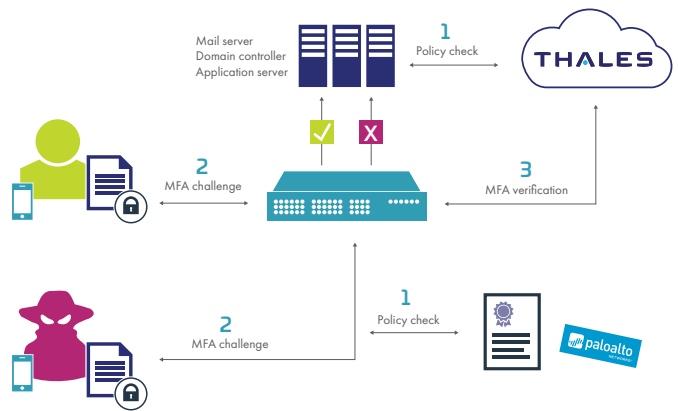 Mail server
Domain controller
Application server
1
Policy check
THALES
2
MFA challenge
3
MFA verification
2
MFA challenge
1
Policy check
paloalto
NETWORKS